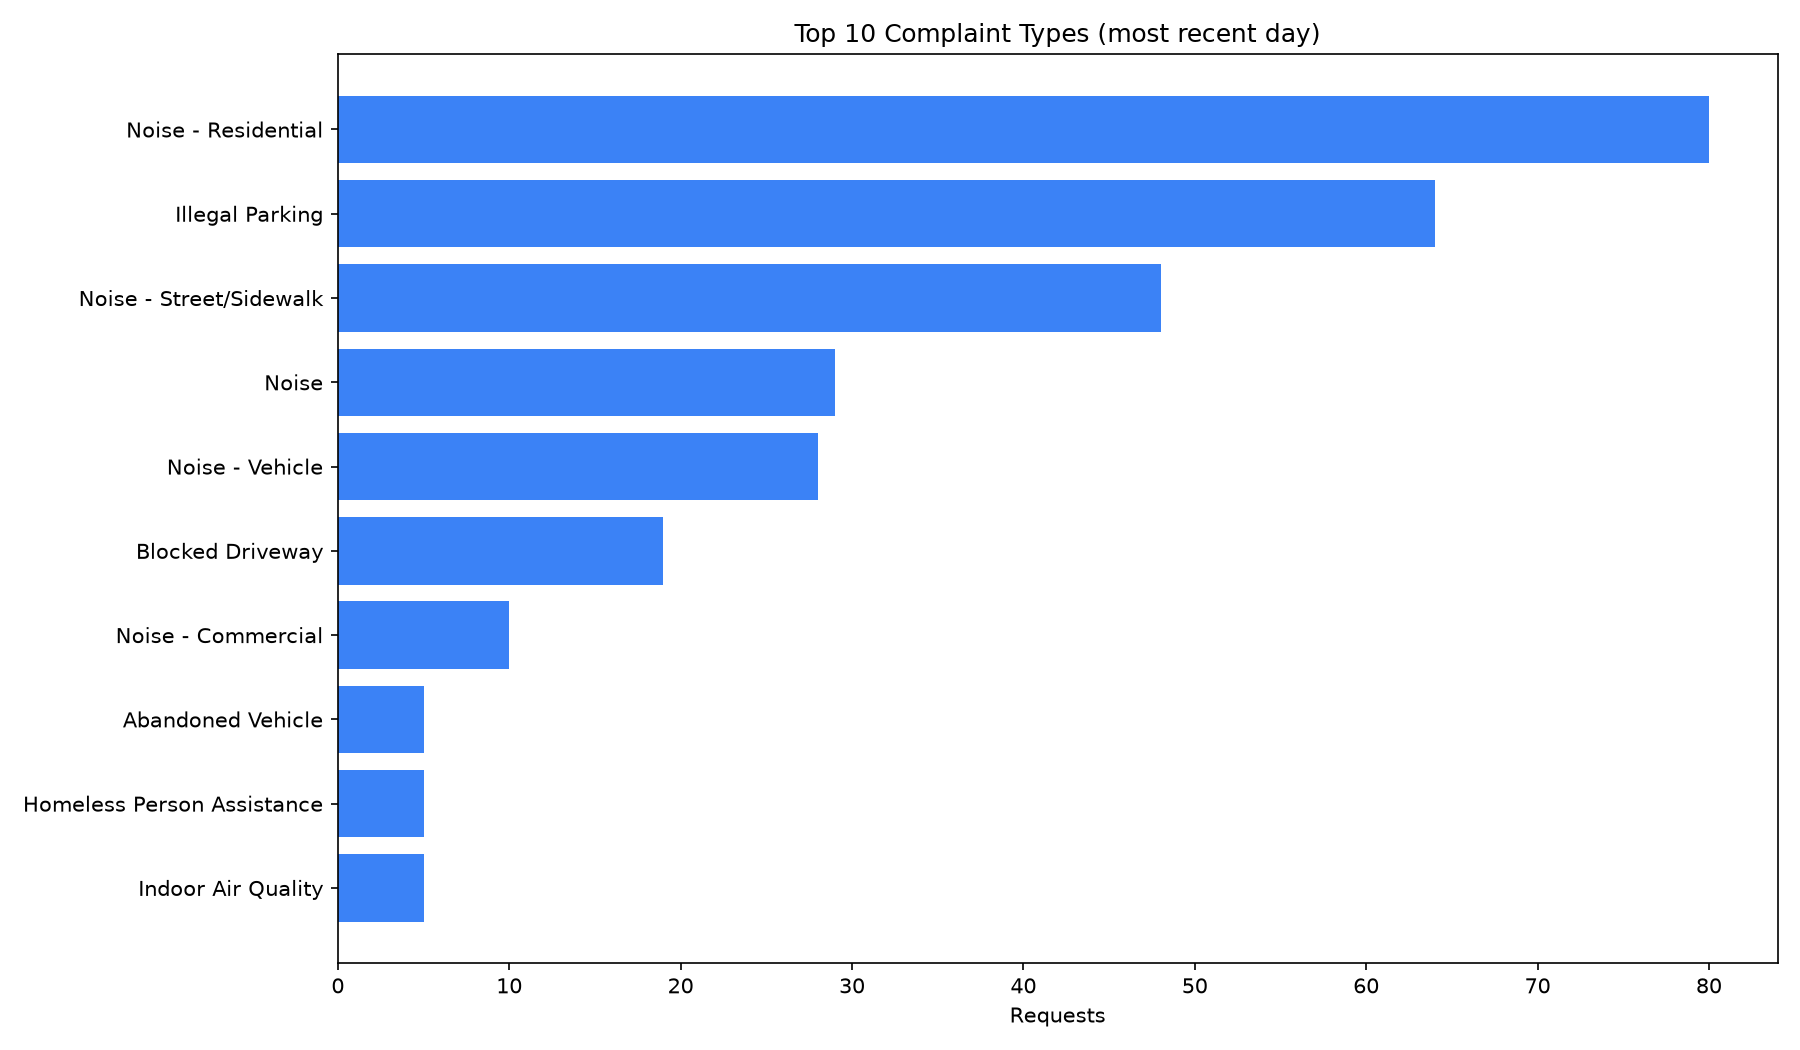 Top 10 Complaint Types (most recent day)
Noise - Residential
Illegal Parking
Noise - Street/Sidewalk
Noise
Noise - Vehicle
Blocked Driveway
Noise - Commercial
Abandoned Vehicle
Homeless Person Assistance
Indoor Air Quality
0 10 20 30 40 50 60 70 80
Requests